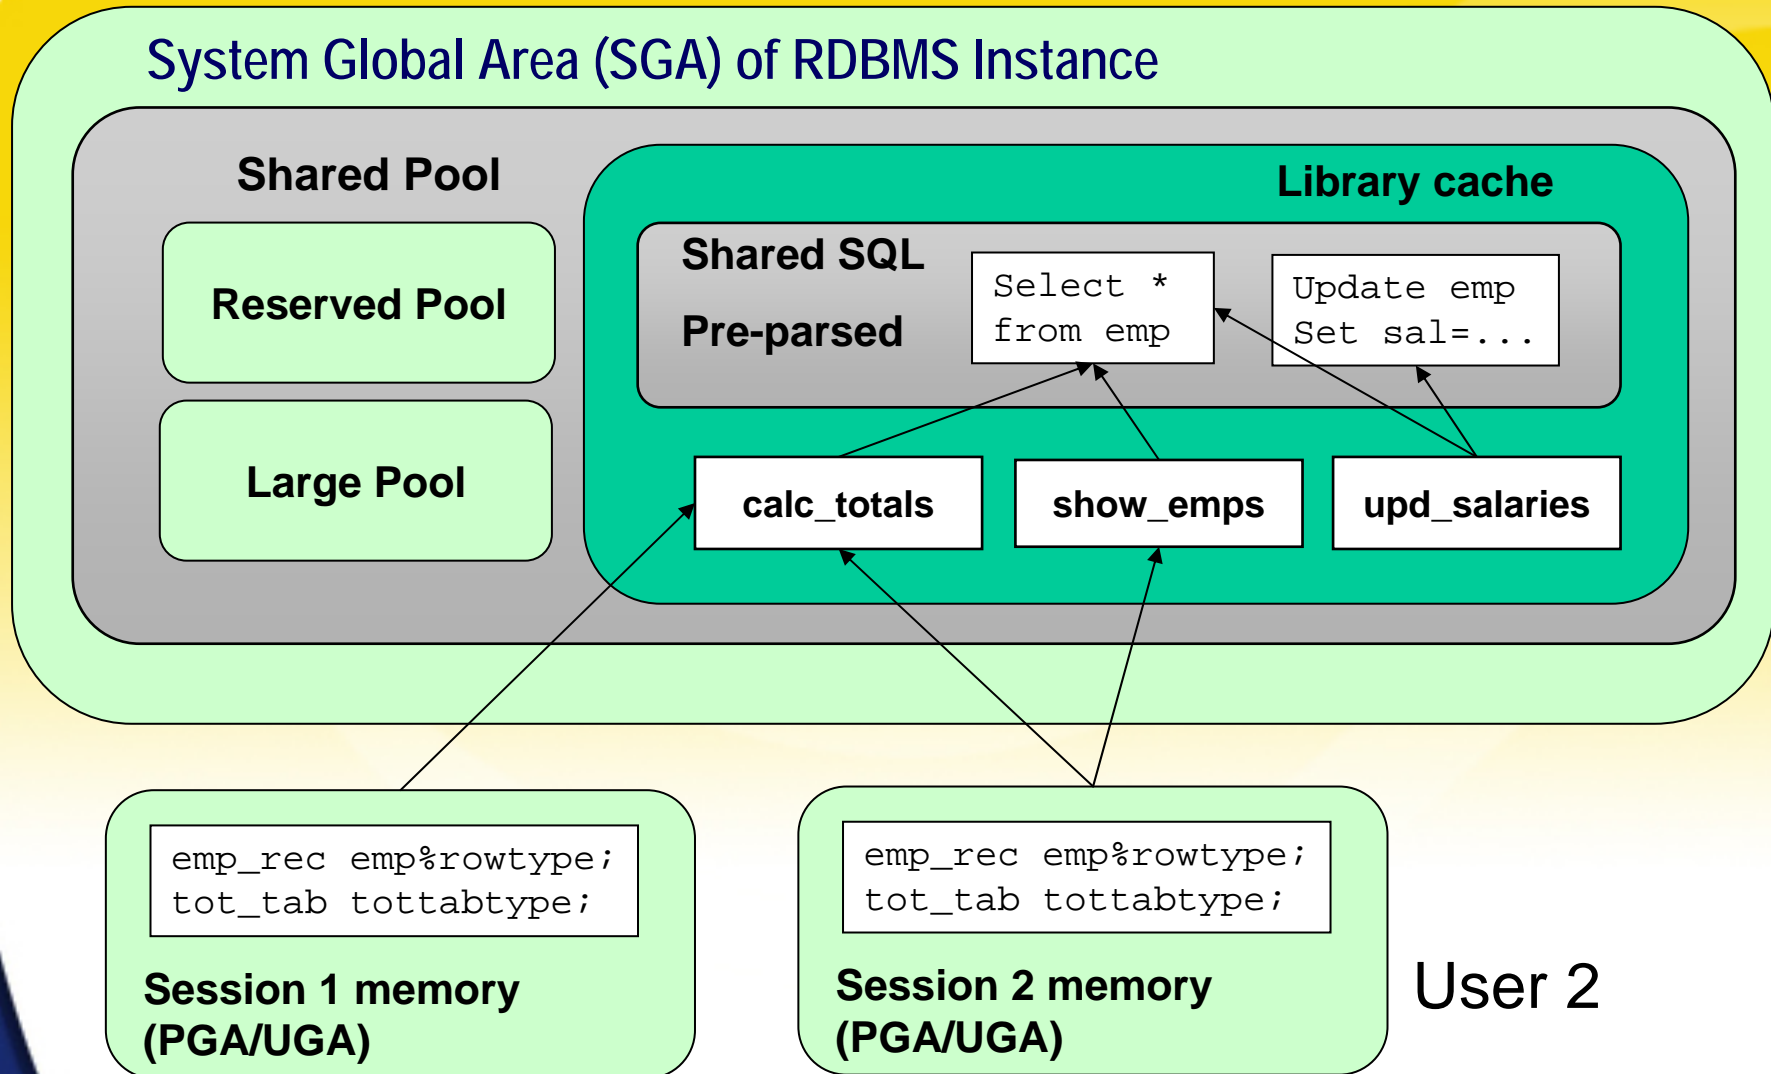 System Global Area (SGA) of RDBMS Instance
Shared Pool
Reserved Pool
Large Pool
Library cache
Shared SQL
Pre-parsed
Select *
from emp
Update emp
Set sal=...
calc_totals
show_emps
upd_salaries
emp_rec emp%rowtype;
tot_tab tottabtype;
Session 1 memory
(PGA/UGA)
emp_rec emp%rowtype;
tot_tab tottabtype;
Session 2 memory
(PGA/UGA)
User 2